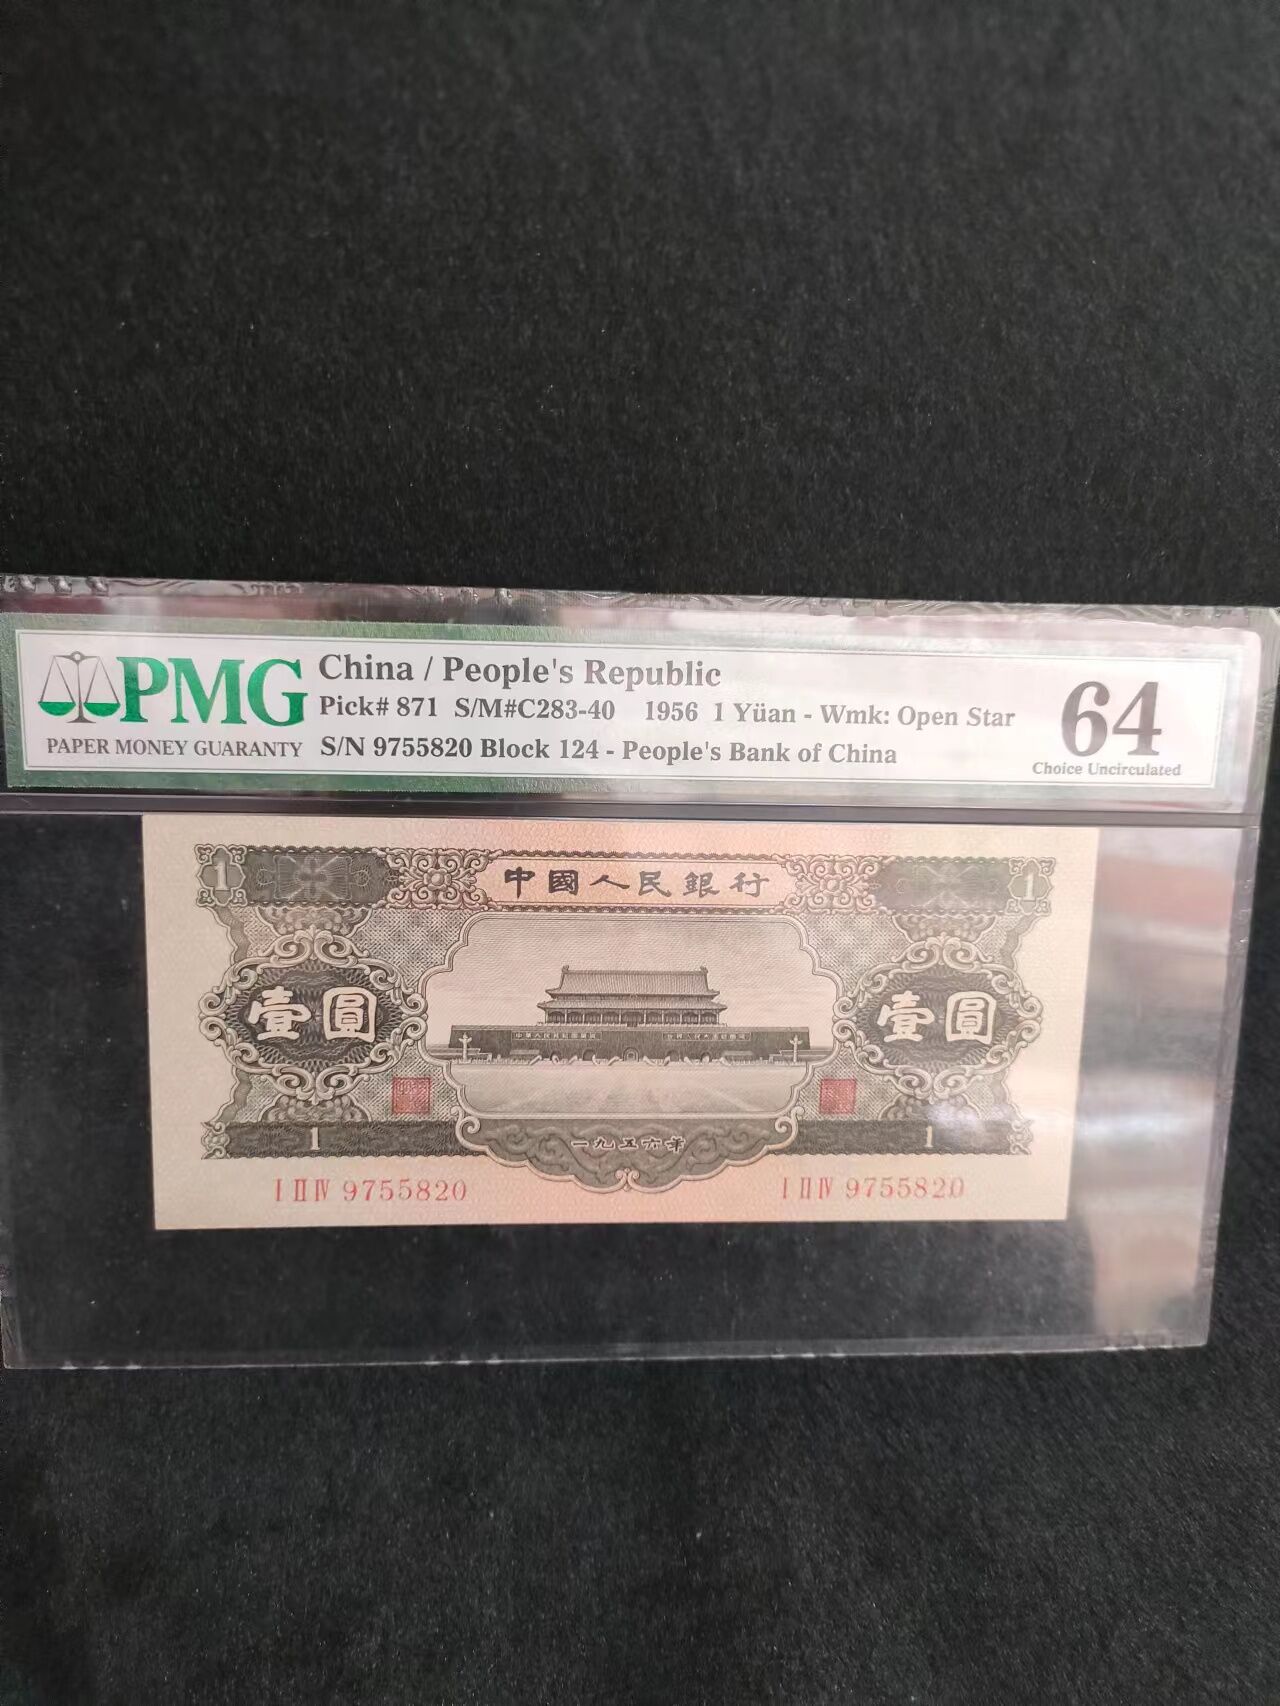 PMG
PAPER MONEY GUARANTY
China / People's Republic
Pick# 871 S/M#C283-40 1956 1 Yüan - Wmk: Open Star
S/N 9755820 Block 124 - People's Bank of China
64
Choice Uncirculated
1 中國人民銀行 1
壹圓 壹圓
一九五六年
1 1
I II IV 9755820 I II IV 9755820